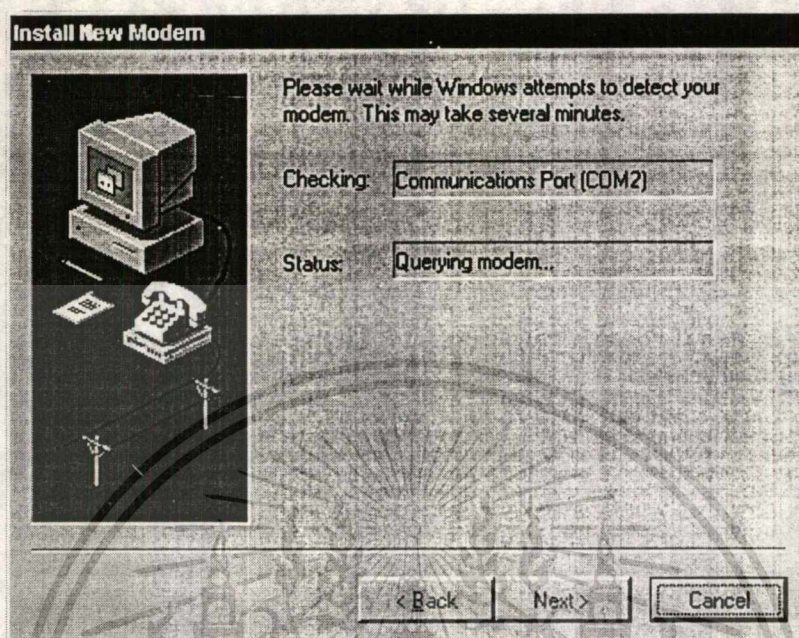 Install New Modem
Please wait while Windows attempts to detect your
modem. This may take several minutes.
Checking: Communications Port (COM2)
Status: Querying modem...
< Back Next > Cancel